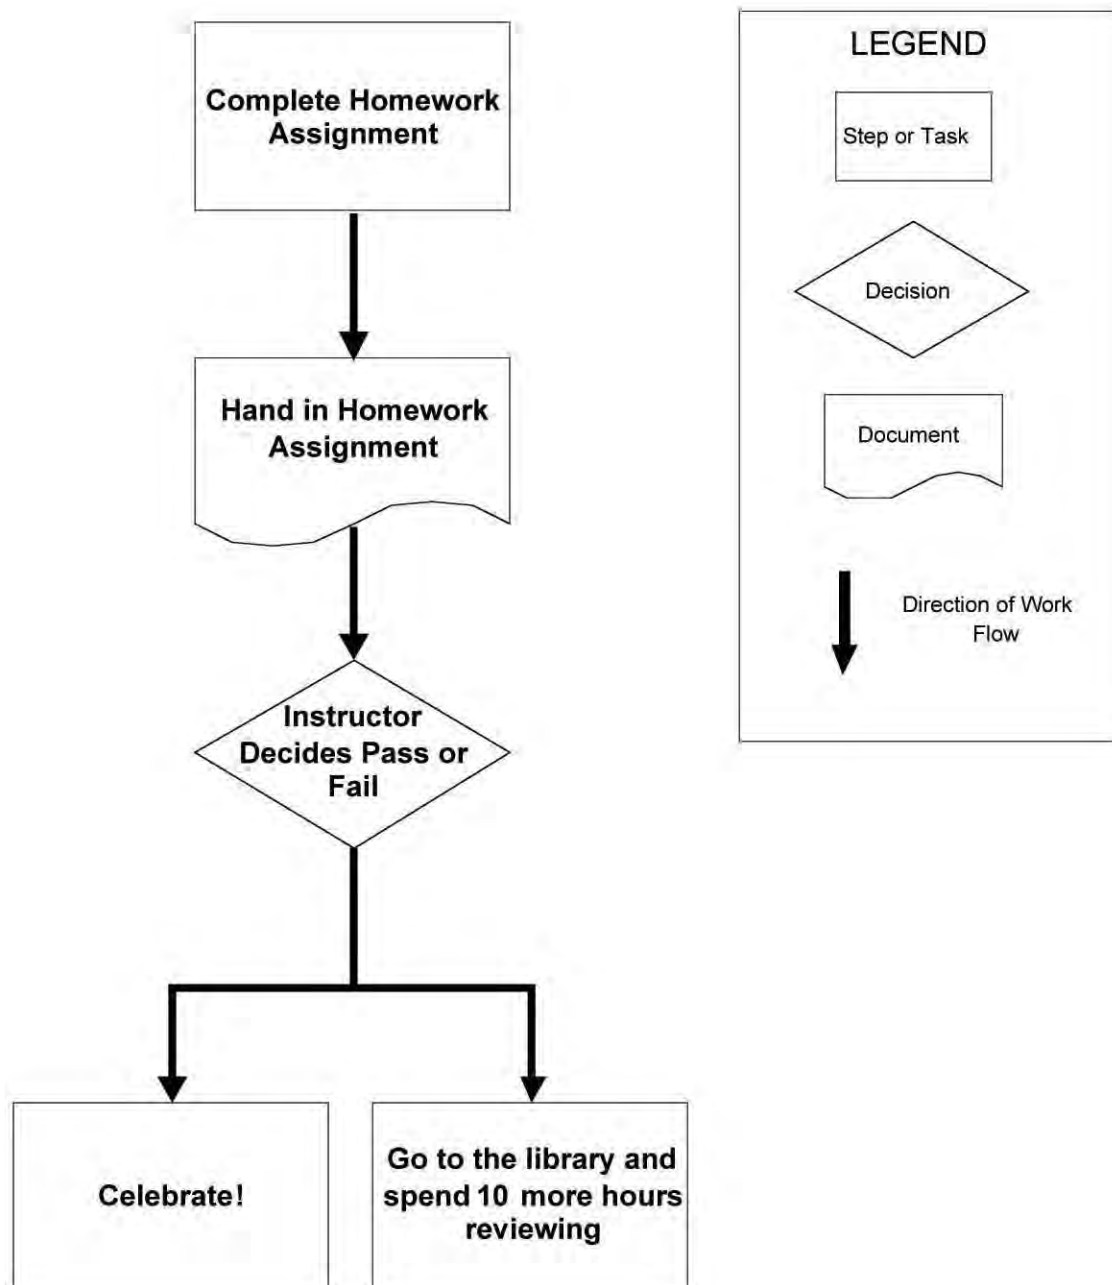 Complete Homework
Assignment
Hand in Homework
Assignment
Instructor
Decides Pass or
Fail
Celebrate!
Go to the library and
spend 10 more hours
reviewing
LEGEND
Step or Task
Decision
Document
Direction of Work
Flow